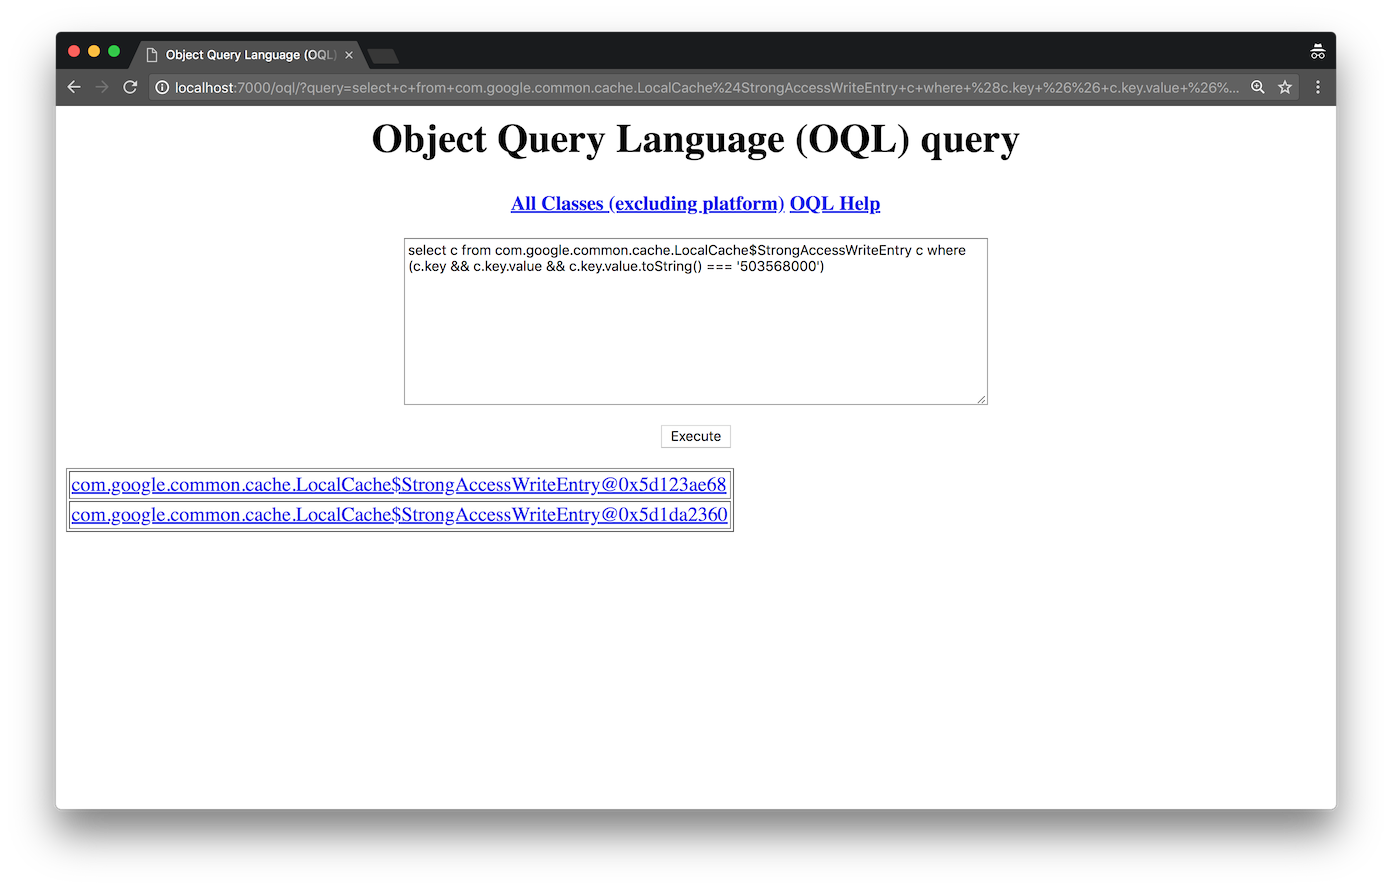 Object Query Language (OQL)
localhost:7000/oql/?query=select+c+from+com.google.common.cache.LocalCache%24StrongAccessWriteEntry+c+where+%28c.key+%26%26+c.key.value+%26%...
Object Query Language (OQL) query
All Classes (excluding platform) OQL Help
select c from com.google.common.cache.LocalCache$StrongAccessWriteEntry c where
(c.key && c.key.value && c.key.value.toString() === '503568000')
Execute
com.google.common.cache.LocalCache$StrongAccessWriteEntry@0x5d123ae68
com.google.common.cache.LocalCache$StrongAccessWriteEntry@0x5d1da2360